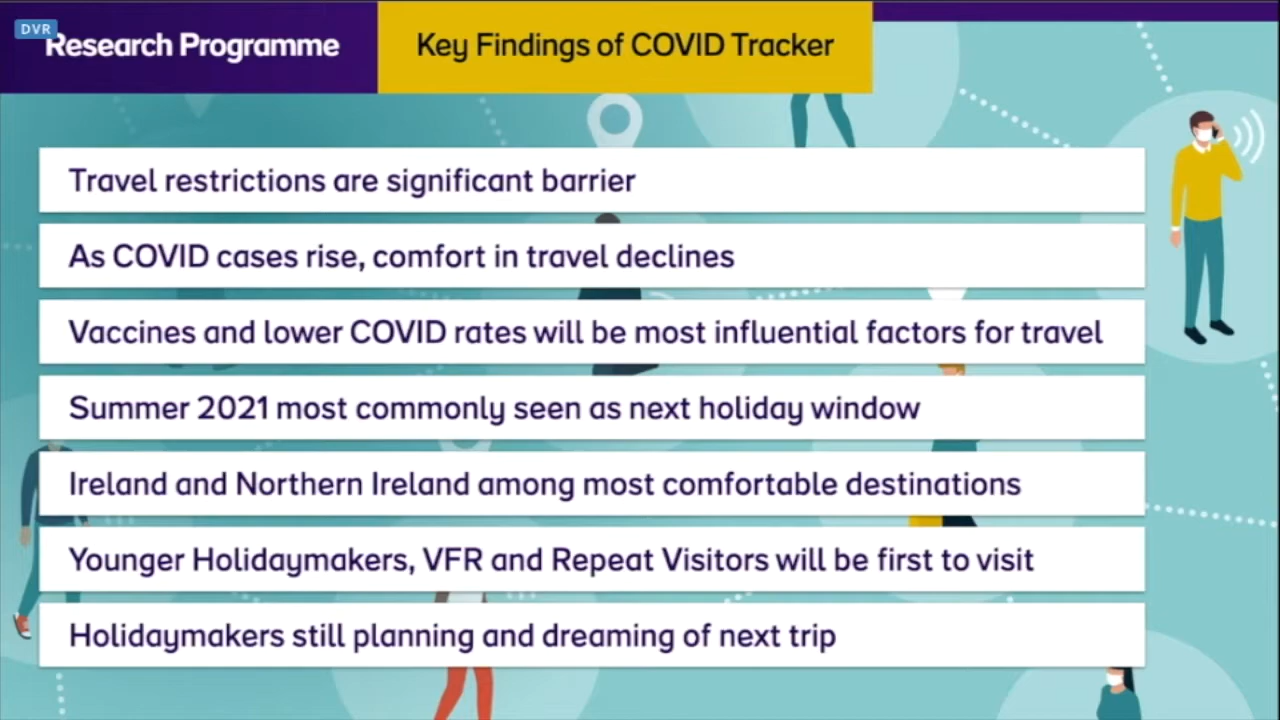 DVR
Research Programme
Key Findings of COVID Tracker
Travel restrictions are significant barrier
As COVID cases rise, comfort in travel declines
Vaccines and lower COVID rates will be most influential factors for travel
Summer 2021 most commonly seen as next holiday window
Ireland and Northern Ireland among most comfortable destinations
Younger Holidaymakers, VFR and Repeat Visitors will be first to visit
Holidaymakers still planning and dreaming of next trip